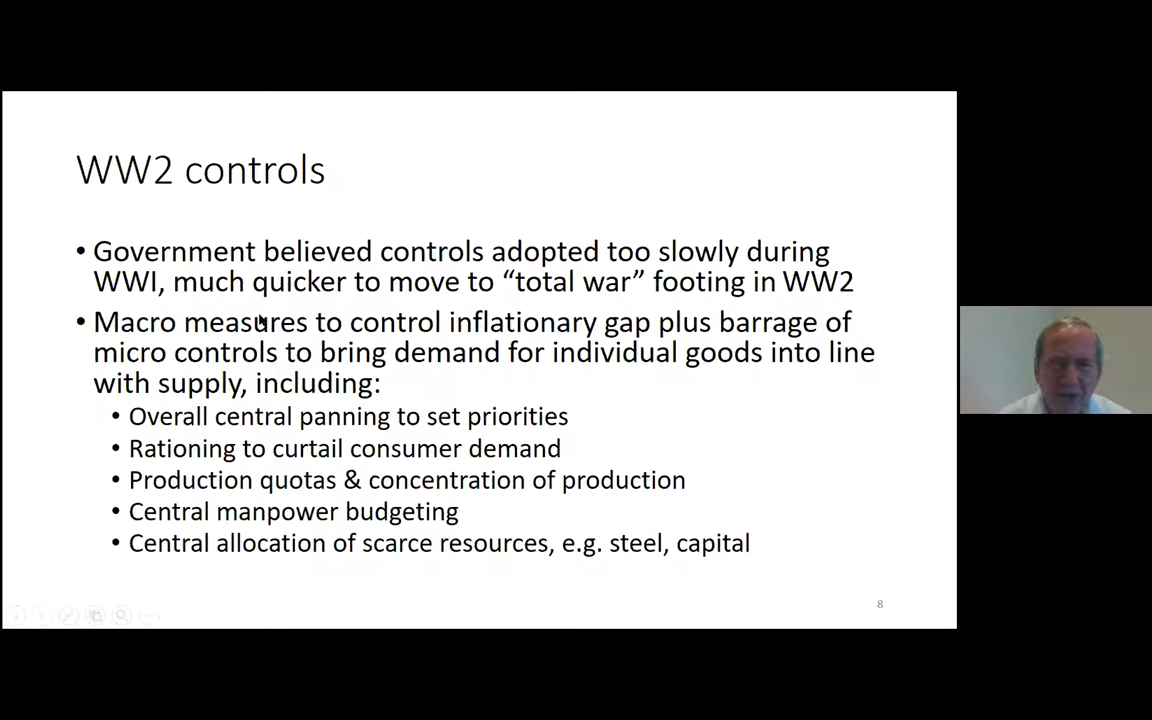 WW2 controls
• Government believed controls adopted too slowly during
WWI, much quicker to move to “total war” footing in WW2
• Macro measures to control inflationary gap plus barrage of
micro controls to bring demand for individual goods into line
with supply, including:
• Overall central panning to set priorities
• Rationing to curtail consumer demand
• Production quotas & concentration of production
• Central manpower budgeting
• Central allocation of scarce resources, e.g. steel, capital
8